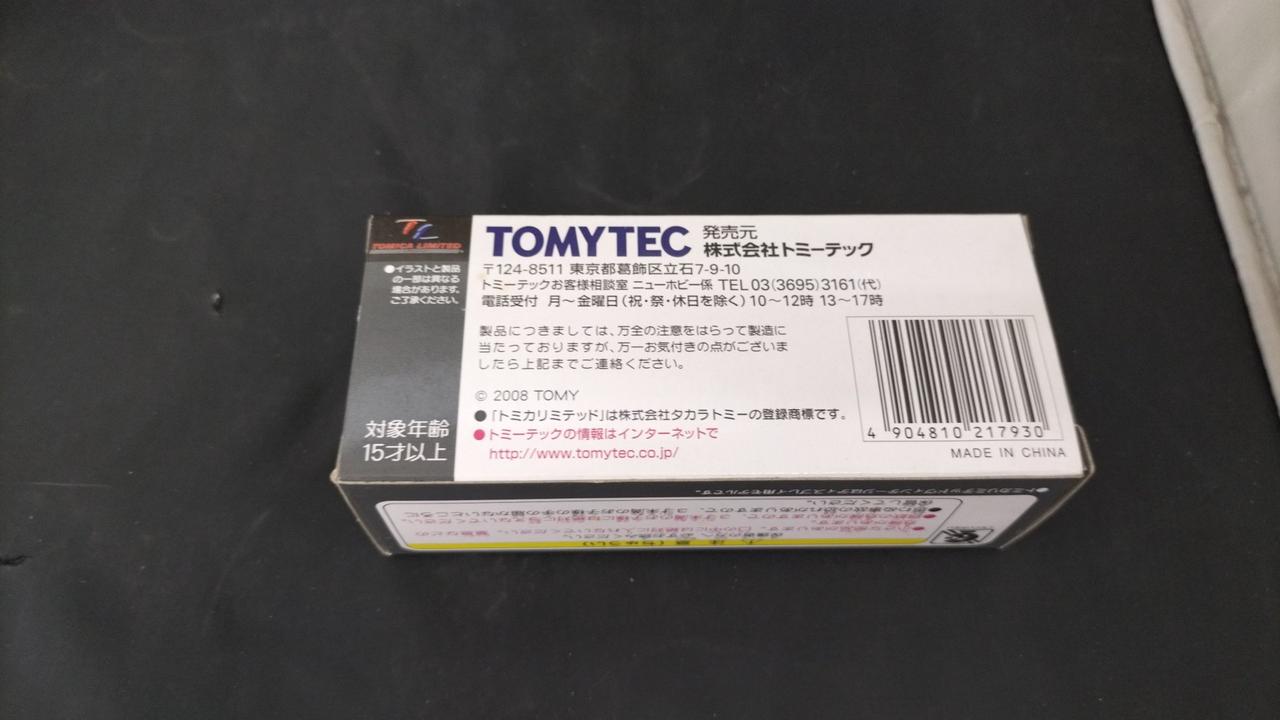 TOMICA LIMITED
●イラストと製品
の一部は異なる
場合があります。
ご了承ください。
対象年齢
15才以上
TOMYTEC 発売元
株式会社トミーテック
〒124-8511 東京都葛飾区立石7-9-10
トミーテックお客様相談室 ニューホビー係 TEL03(3695)3161(代)
電話受付 月〜金曜日(祝・祭・休日を除く)10〜12時 13〜17時
製品につきましては、万全の注意をはらって製造に
当たっておりますが、万一お気付きの点がございま
したら上記までご連絡ください。
© 2008 TOMY
●「トミカリミテッド」は株式会社タカラトミーの登録商標です。
●トミーテックの情報はインターネットで
http://www.tomytec.co.jp/
4 904810 217930
MADE IN CHINA